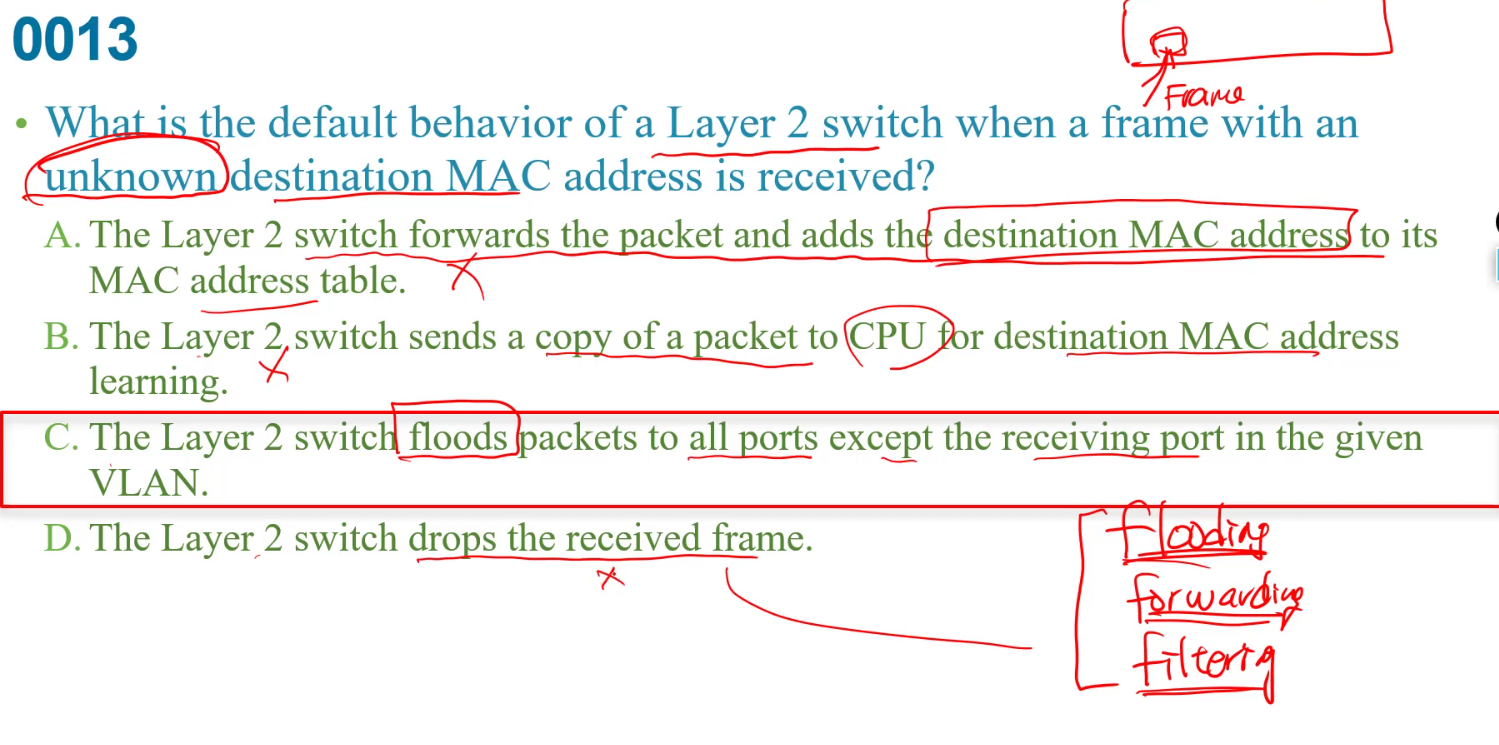 0013
Frame
• What is the default behavior of a Layer 2 switch when a frame with an
unknown destination MAC address is received?
A. The Layer 2 switch forwards the packet and adds the destination MAC address to its
MAC address table.
B. The Layer 2 switch sends a copy of a packet to CPU for destination MAC address
learning.
C. The Layer 2 switch floods packets to all ports except the receiving port in the given
VLAN.
D. The Layer 2 switch drops the received frame.
flooding
forwarding
filtering